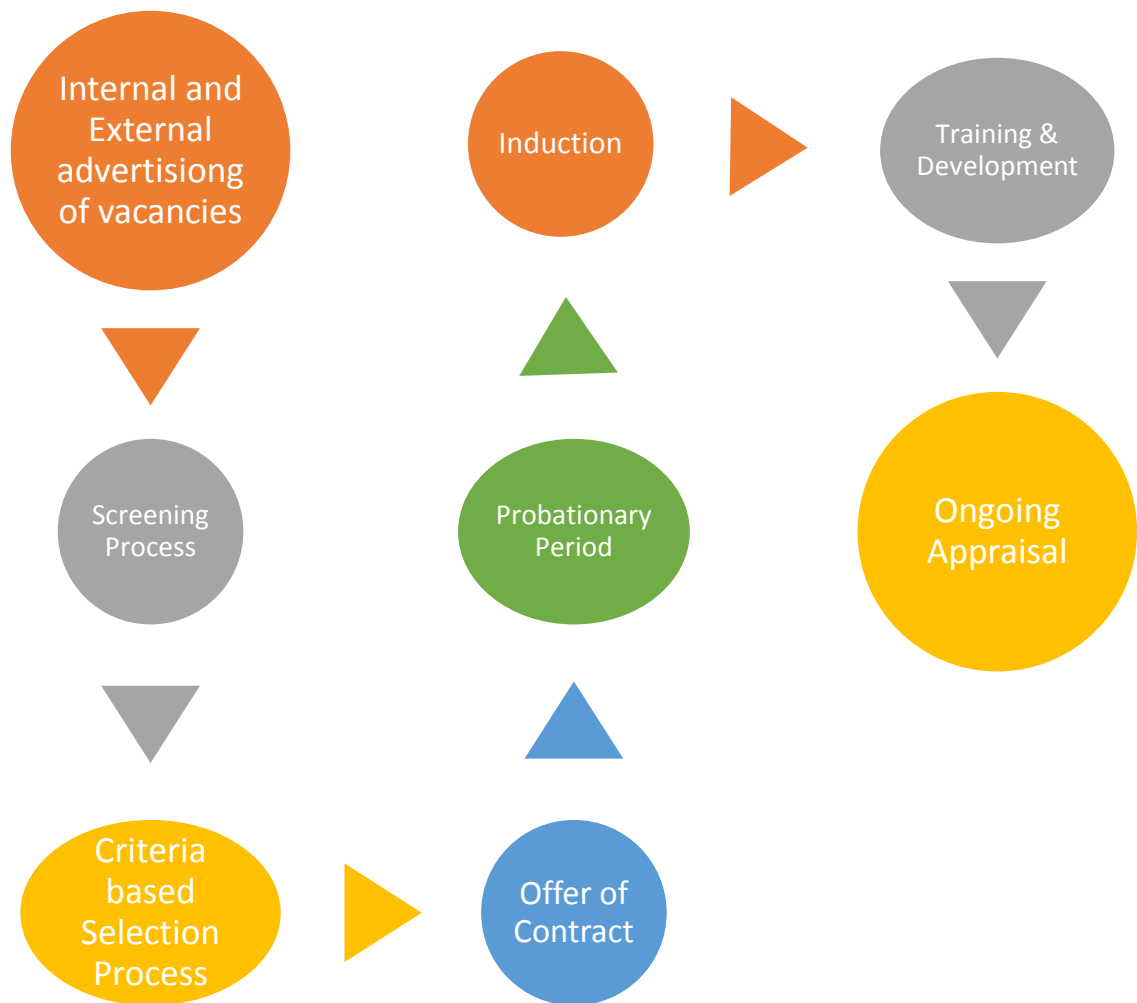 Internal and
External
advertisiong
of vacancies
Screening
Process
Criteria
based
Selection
Process
Offer of
Contract
Probationary
Period
Induction
Training &
Development
Ongoing
Appraisal